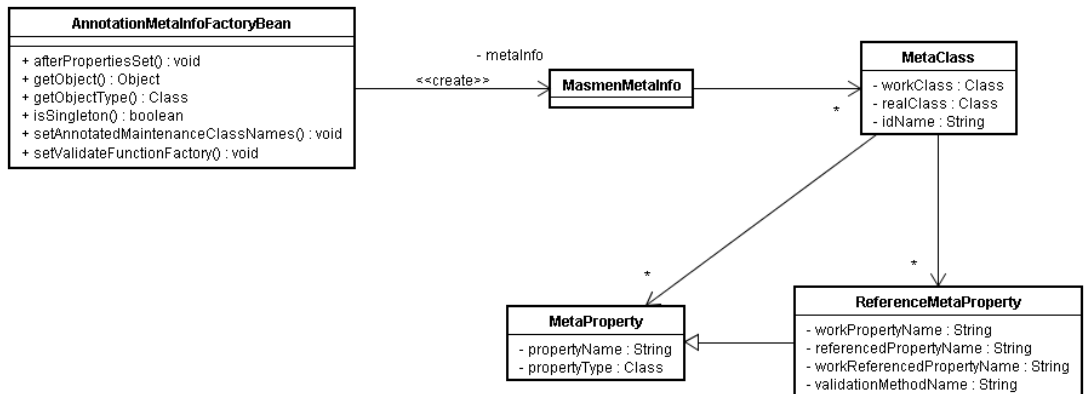 AnnotationMetaInfoFactoryBean
+ afterPropertiesSet() : void
+ getObject() : Object
+ getObjectType() : Class
+ isSingleton() : boolean
+ setAnnotatedMaintenanceClassNames() : void
+ setValidateFunctionFactory() : void
- metaInfo
<<create>>
MasmenMetaInfo
*
MetaClass
- workClass : Class
- realClass : Class
- idName : String
*
*
MetaProperty
- propertyName : String
- propertyType : Class
ReferenceMetaProperty
- workPropertyName : String
- referencedPropertyName : String
- workReferencedPropertyName : String
- validationMethodName : String